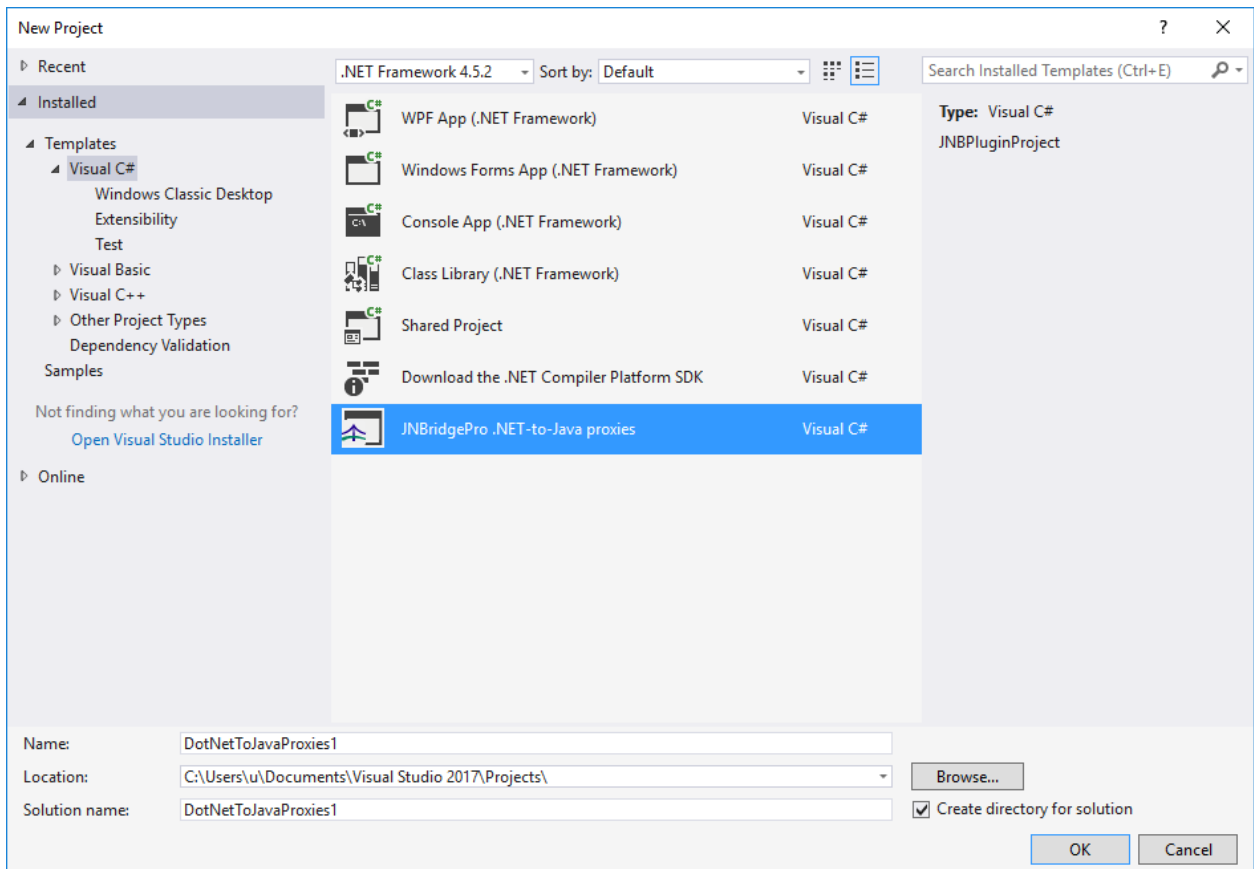 New Project
?
Recent
Installed
Templates
Visual C#
Windows Classic Desktop
Extensibility
Test
Visual Basic
Visual C++
Other Project Types
Dependency Validation
Samples
Not finding what you are looking for?
Open Visual Studio Installer
Online
.NET Framework 4.5.2
Sort by: Default
C# WPF App (.NET Framework) Visual C#
C# Windows Forms App (.NET Framework) Visual C#
C# C:\ Console App (.NET Framework) Visual C#
C# Class Library (.NET Framework) Visual C#
C# Shared Project Visual C#
Download the .NET Compiler Platform SDK Visual C#
JNBridgePro .NET-to-Java proxies Visual C#
Search Installed Templates (Ctrl+E)
Type: Visual C#
JNBPluginProject
Name: DotNetToJavaProxies1
Location: C:\Users\u\Documents\Visual Studio 2017\Projects\ Browse...
Solution name: DotNetToJavaProxies1 Create directory for solution
OK Cancel